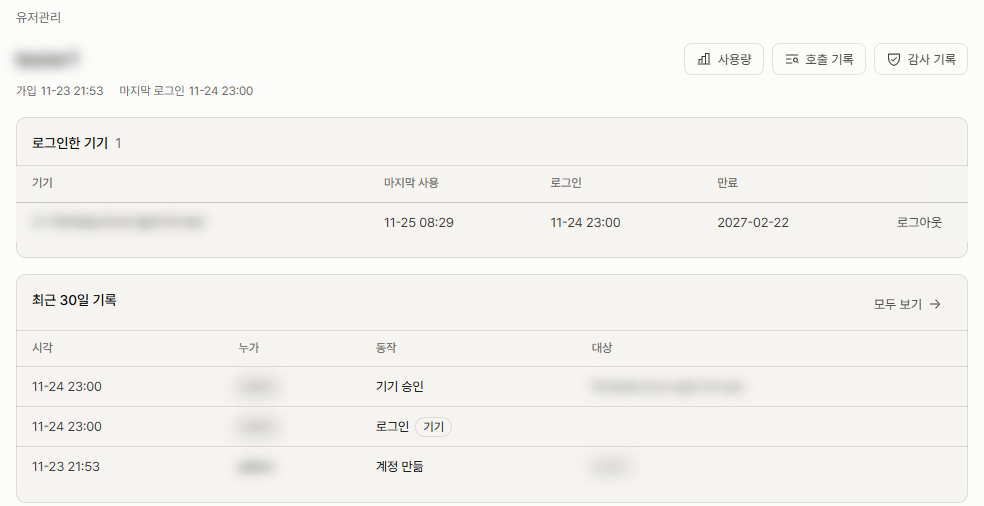 유저관리
사용량 호출 기록 감사 기록
가입 11-23 21:53 마지막 로그인 11-24 23:00
로그인한 기기 1
기기 마지막 사용 로그인 만료
11-25 08:29 11-24 23:00 2027-02-22 로그아웃
최근 30일 기록
모두 보기 →
시각 누가 동작 대상
11-24 23:00 기기 승인
11-24 23:00 로그인 기기
11-23 21:53 계정 만듦